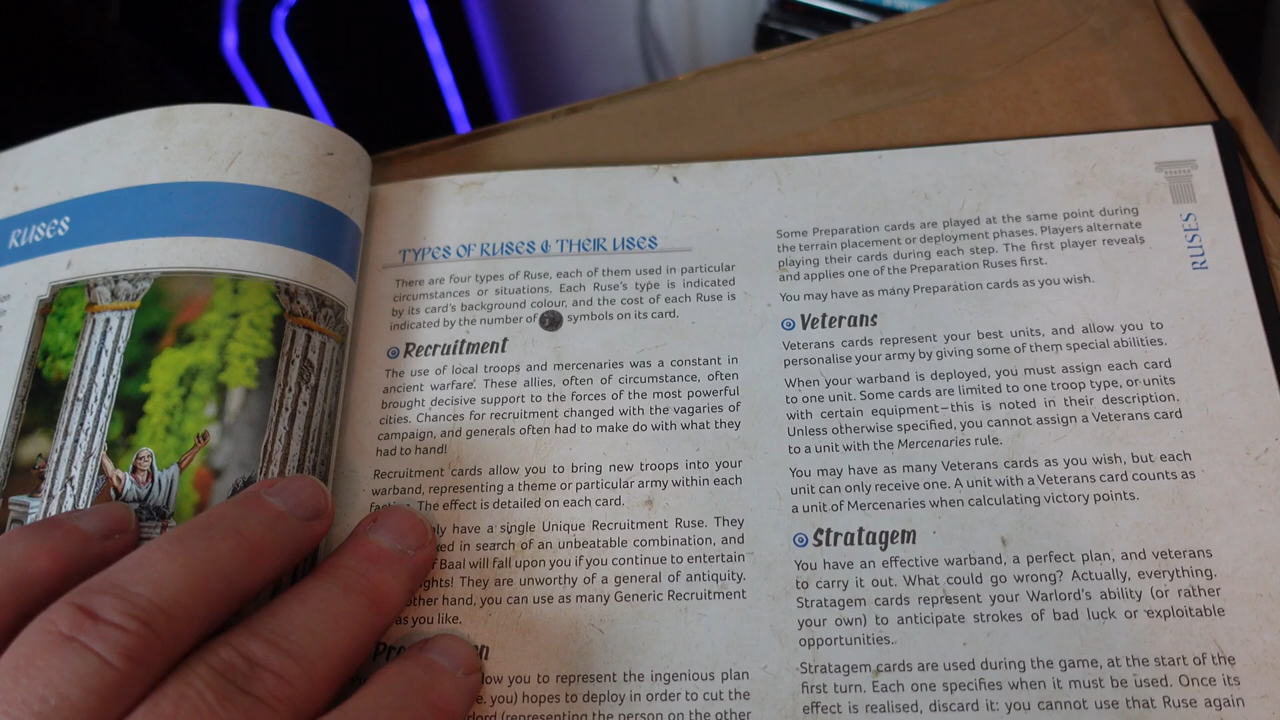 RUSES
TYPES OF RUSES & THEIR USES
There are four types of Ruse, each of them used in particular
circumstances or situations. Each Ruse's type is indicated
by its card's background colour, and the cost of each Ruse is
indicated by the number of symbols on its card.
Recruitment
The use of local troops and mercenaries was a constant in
ancient warfare. These allies, often of circumstance, often
brought decisive support to the forces of the most powerful
cities. Chances for recruitment changed with the vagaries of
campaign, and generals often had to make do with what they
had to hand!
Recruitment cards allow you to bring new troops into your
warband, representing a theme or particular army within each
The effect is detailed on each card.
have a single Unique Recruitment Ruse. They
in search of an unbeatable combination, and
Baal will fall upon you if you continue to entertain
They are unworthy of a general of antiquity.
other hand, you can use as many Generic Recruitment
as you like.
you to represent the ingenious plan
you) hopes to deploy in order to cut the
(representing the person on the other
Some Preparation cards are played at the same point during
the terrain placement or deployment phases. Players alternate
playing their cards during each step. The first player reveals
and applies one of the Preparation Ruses first.
You may have as many Preparation cards as you wish.
Veterans
Veterans cards represent your best units, and allow you to
personalise your army by giving some of them special abilities.
When your warband is deployed, you must assign each card
to one unit. Some cards are limited to one troop type, or units
with certain equipment—this is noted in their description.
Unless otherwise specified, you cannot assign a Veterans card
to a unit with the Mercenaries rule.
You may have as many Veterans cards as you wish, but each
unit can only receive one. A unit with a Veterans card counts as
a unit of Mercenaries when calculating victory points.
Stratagem
You have an effective warband, a perfect plan, and veterans
to carry it out. What could go wrong? Actually, everything.
Stratagem cards represent your Warlord's ability (or rather
your own) to anticipate strokes of bad luck or exploitable
opportunities.
Stratagem cards are used during the game, at the start of the
first turn. Each one specifies when it must be used. Once its
effect is realised, discard it: you cannot use that Ruse again
RUSES